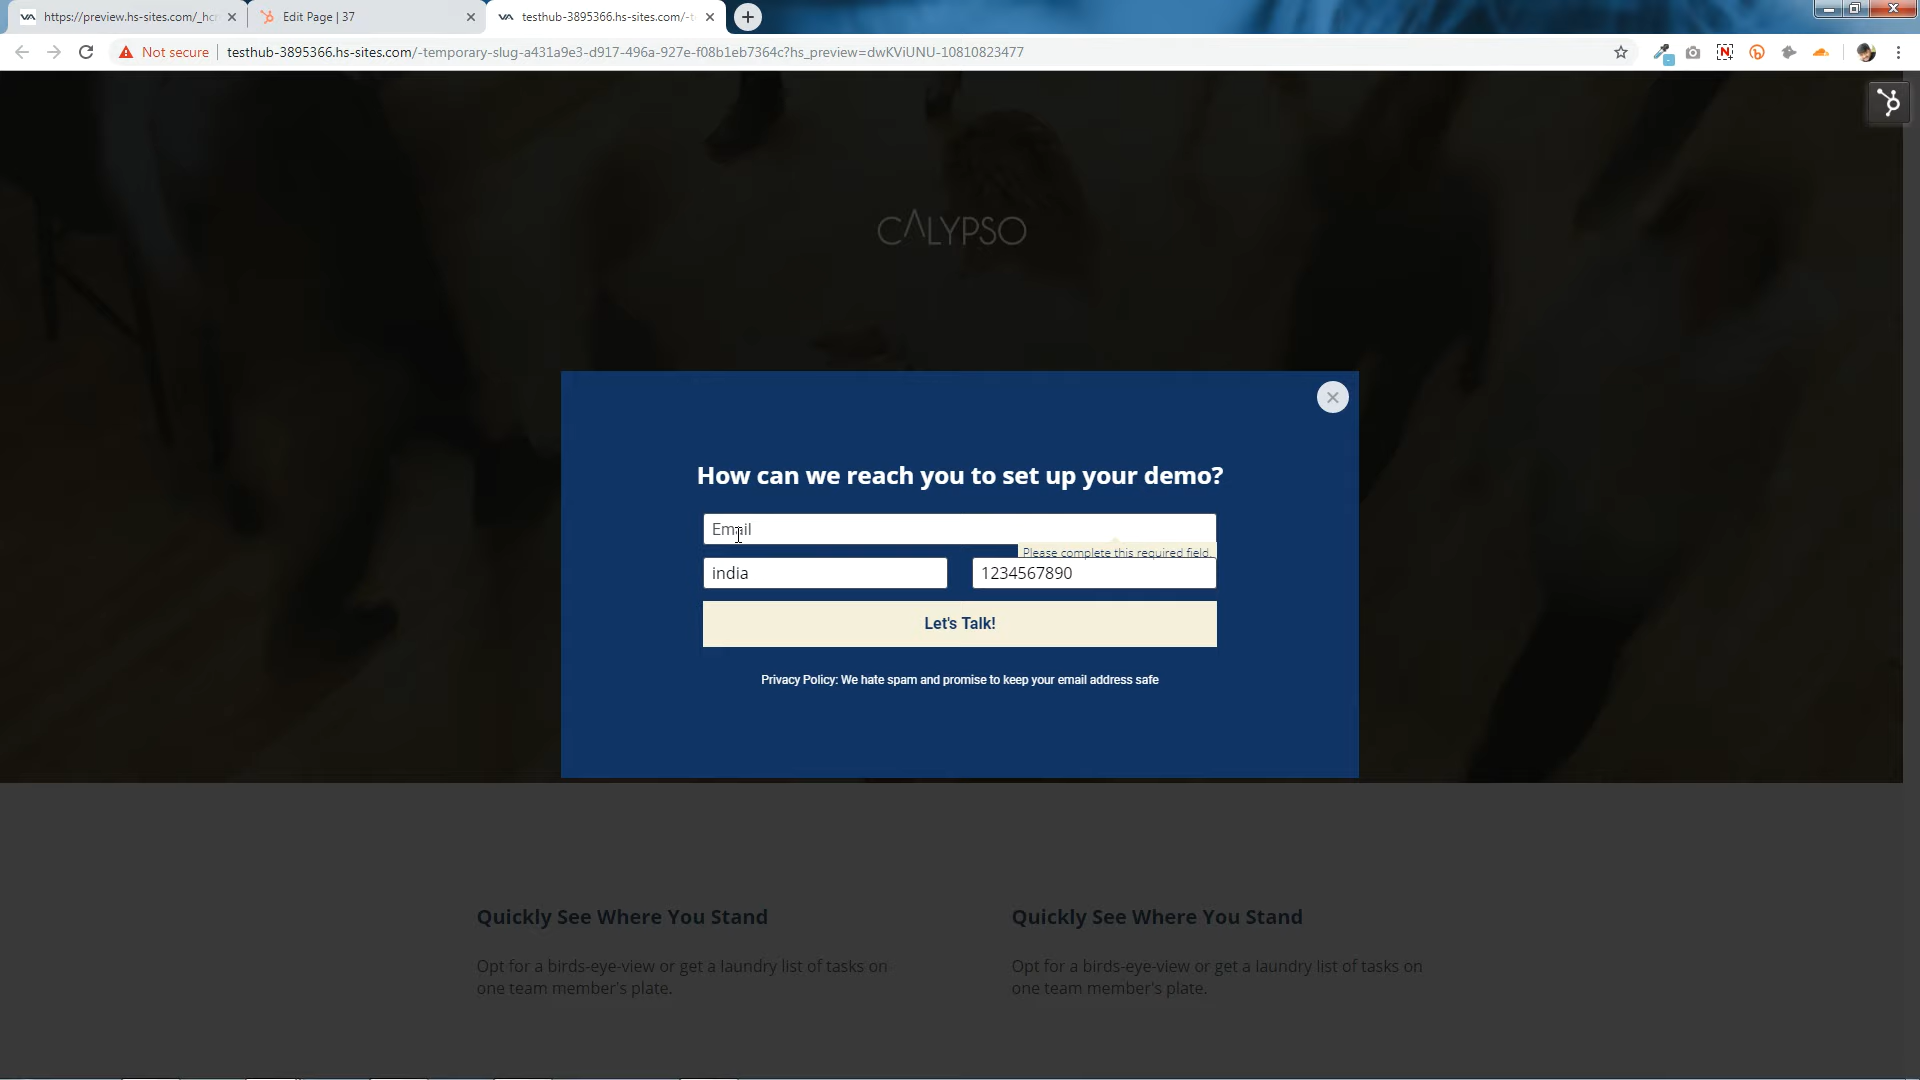 https://preview.hs-sites.com/_hcm
Edit Page | 37
testhub-3895366.hs-sites.com/-t
Not secure
testhub-3895366.hs-sites.com/-temporary-slug-a431a9e3-d917-496a-927e-f08b1eb7364c?hs_preview=dwKViUNU-10810823477
CALYPSO
How can we reach you to set up your demo?
Email
Please complete this required field.
india
1234567890
Let's Talk!
Privacy Policy: We hate spam and promise to keep your email address safe
Quickly See Where You Stand
Opt for a birds-eye-view or get a laundry list of tasks on
one team member's plate.
Quickly See Where You Stand
Opt for a birds-eye-view or get a laundry list of tasks on
one team member's plate.